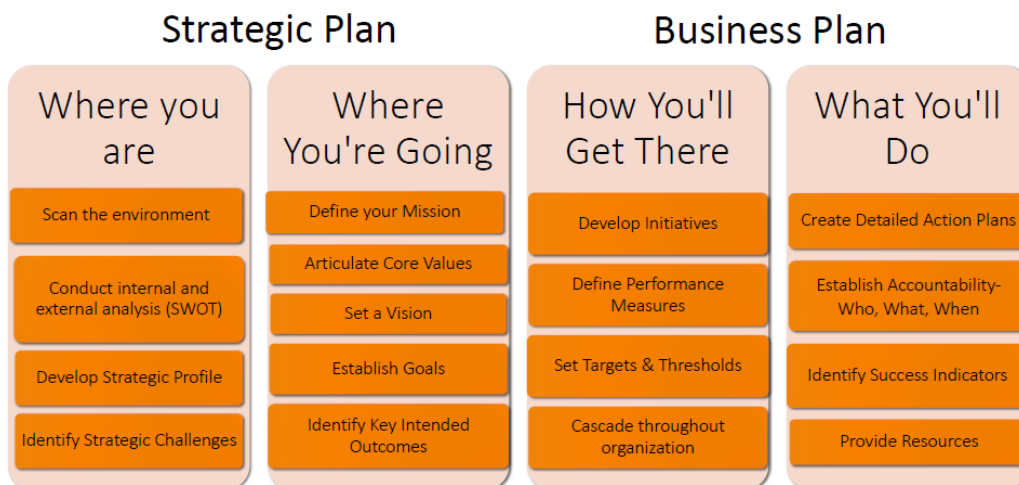 Strategic Plan
Business Plan
Where you
are
Scan the environment
Conduct internal and
external analysis (SWOT)
Develop Strategic Profile
Identify Strategic Challenges
Where
You're Going
Define your Mission
Articulate Core Values
Set a Vision
Establish Goals
Identify Key Intended
Outcomes
How You'll
Get There
Develop Initiatives
Define Performance
Measures
Set Targets & Thresholds
Cascade throughout
organization
What You'll
Do
Create Detailed Action Plans
Establish Accountability-
Who, What, When
Identify Success Indicators
Provide Resources